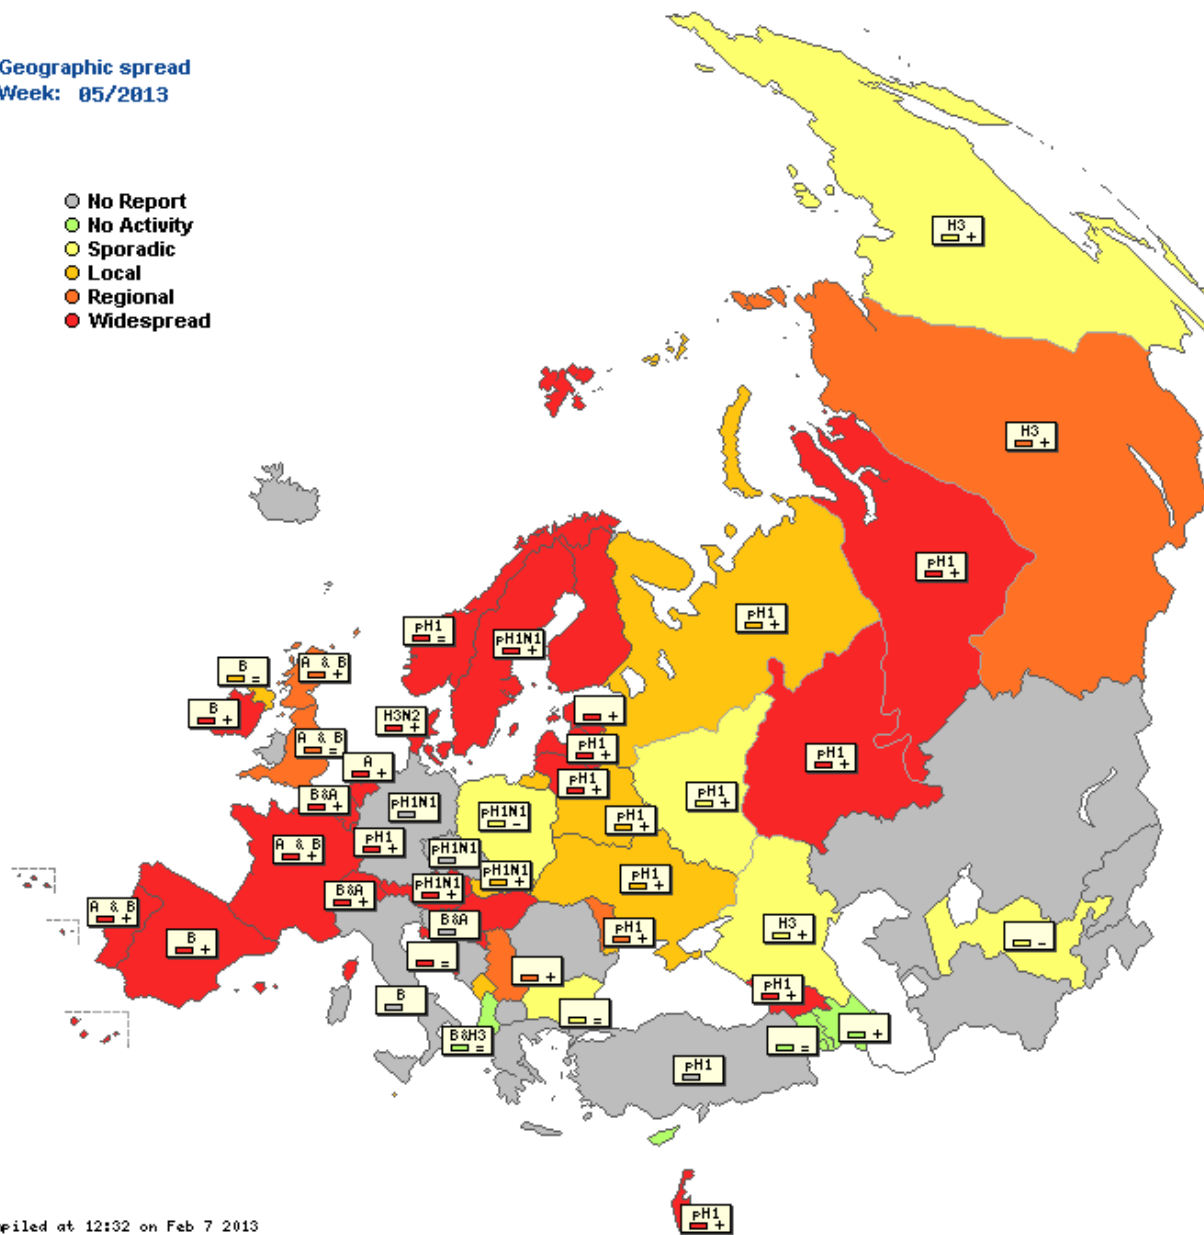 Geographic spread
Week: 05/2013
No Report
No Activity
Sporadic
Local
Regional
Widespread
H3
+
H3
+
pH1
+
pH1
+
pH1
=
pH1N1
+
A & B
+
B
=
B
+
H3N2
+
+
A & B
=
pH1
+
A
+
pH1
+
pH1
+
B&A
+
pH1N1
pH1N1
-
pH1
+
pH1
+
pH1
+
A & B
+
pH1N1
pH1N1
+
pH1
+
B&A
+
pH1N1
+
A & B
+
B&A
B
+
pH1
+
H3
+
-
=
+
pH1
+
B
=
B&H3
=
=
+
pH1
pH1
+
piled at 12:32 on Feb 7 2013